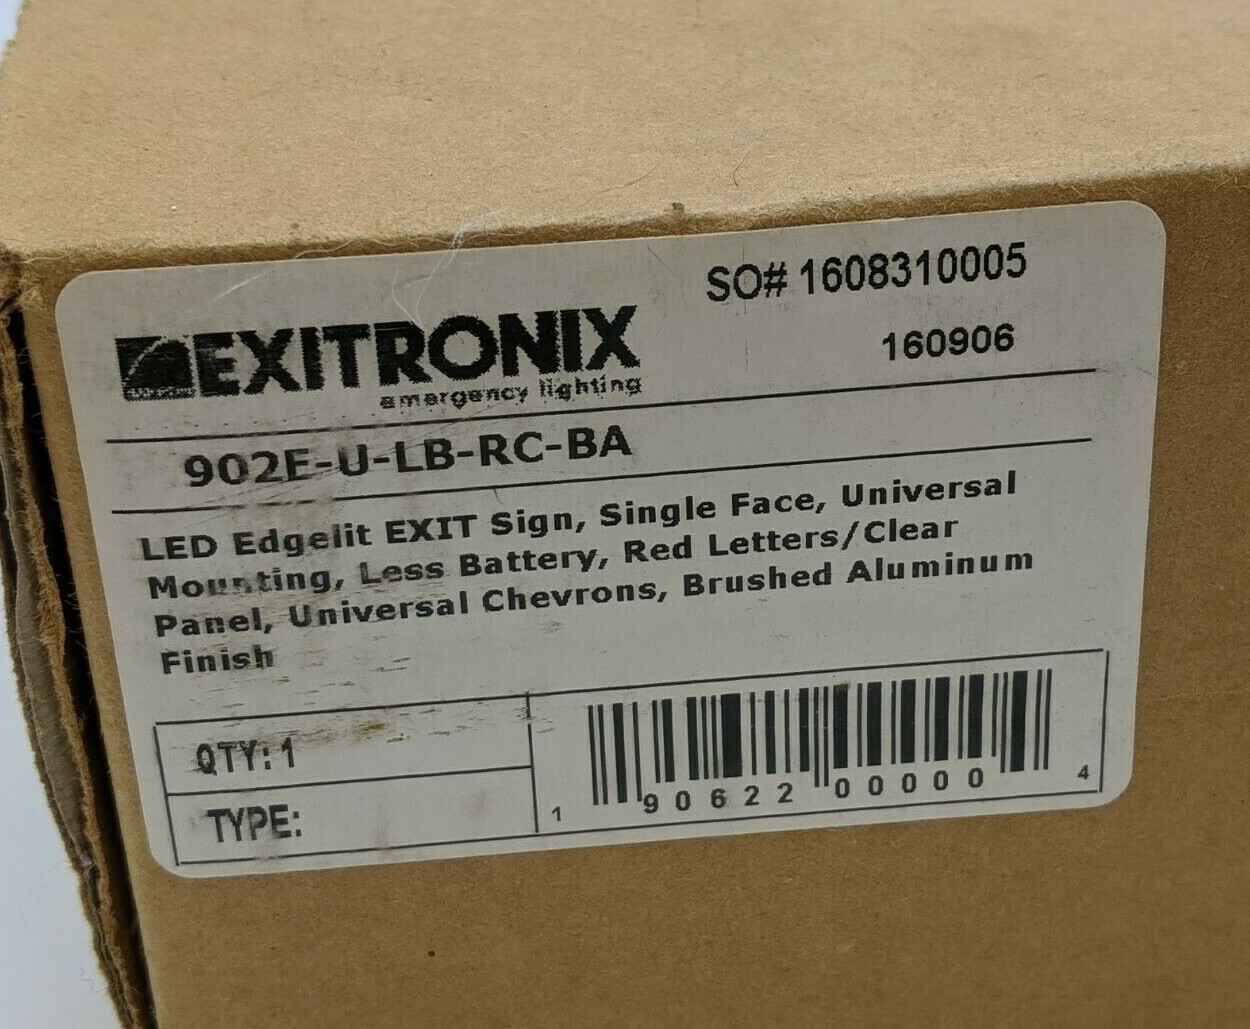 SO# 1608310005
EXITRONIX
emergency lighting
160906
902E-U-LB-RC-BA
LED Edgelit EXIT Sign, Single Face, Universal
Mounting, Less Battery, Red Letters/Clear
Panel, Universal Chevrons, Brushed Aluminum
Finish
QTY: 1
TYPE:
1 90622 00000 4